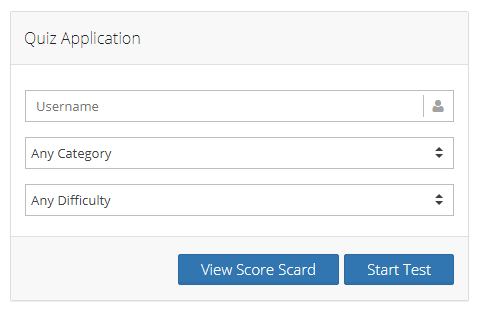 Quiz Application
Username
Any Category
Any Difficulty
View Score Scard
Start Test